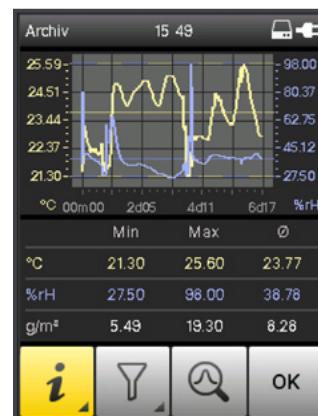 Archiv 15 49
25.59 98.00
24.51 80.37
23.44 62.75
22.37 45.12
21.30 27.50
°C 00m00 2d05 4d11 6d17 %rH
Min Max Ø
°C 21.30 25.60 23.77
%rH 27.50 98.00 38.78
g/m² 5.49 19.30 8.28
i OK